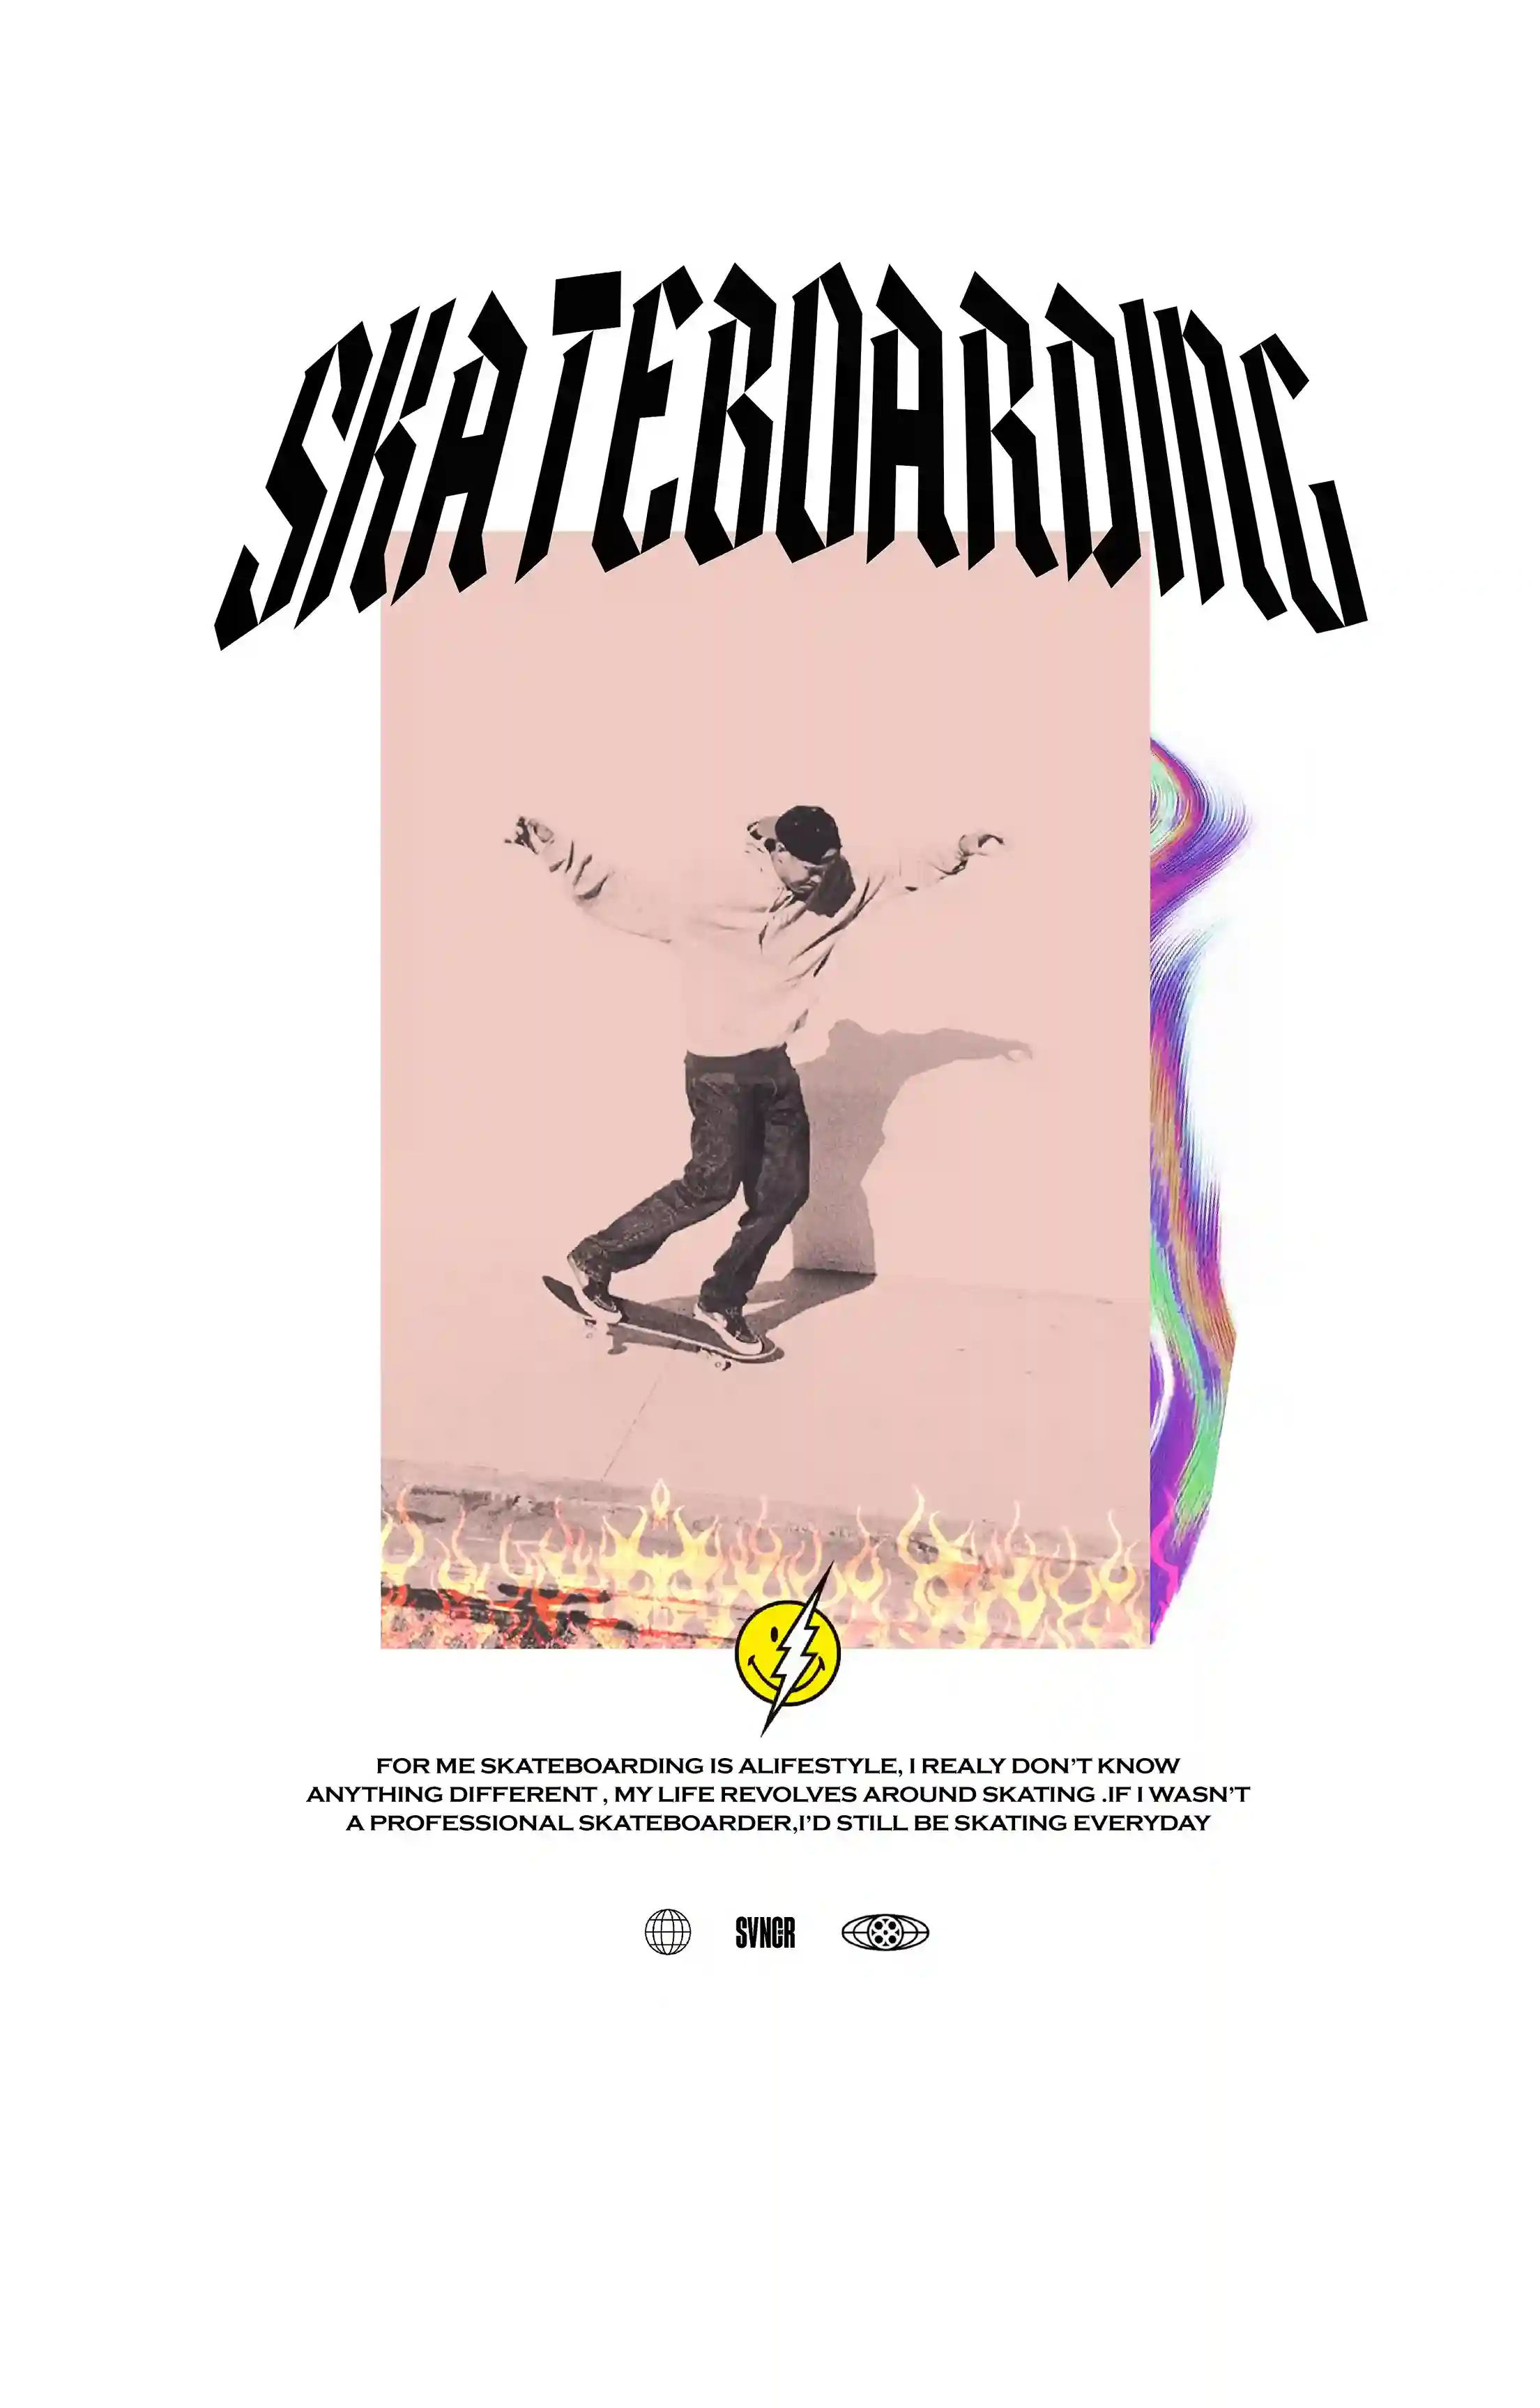 SKATEBOARDING
FOR ME SKATEBOARDING IS ALIFESTYLE, I REALY DON'T KNOW
ANYTHING DIFFERENT , MY LIFE REVOLVES AROUND SKATING .IF I WASN'T
A PROFESSIONAL SKATEBOARDER,I'D STILL BE SKATING EVERYDAY
SVNGR